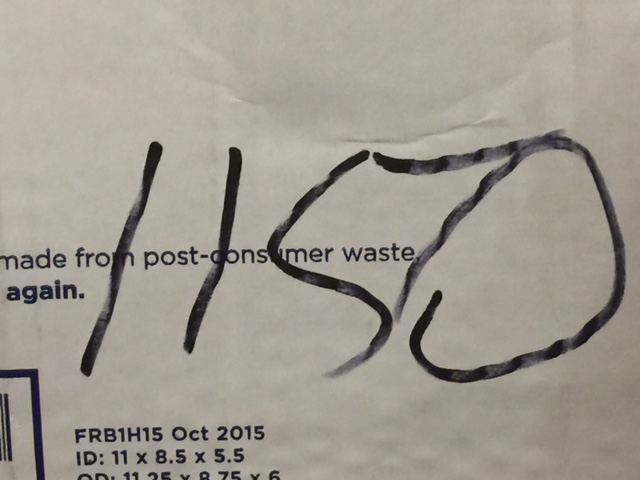 1150
made from post-consumer waste,
again.
FRB1H15 Oct 2015
ID: 11 x 8.5 x 5.5
OD: 11.25 x 8.75 x 6